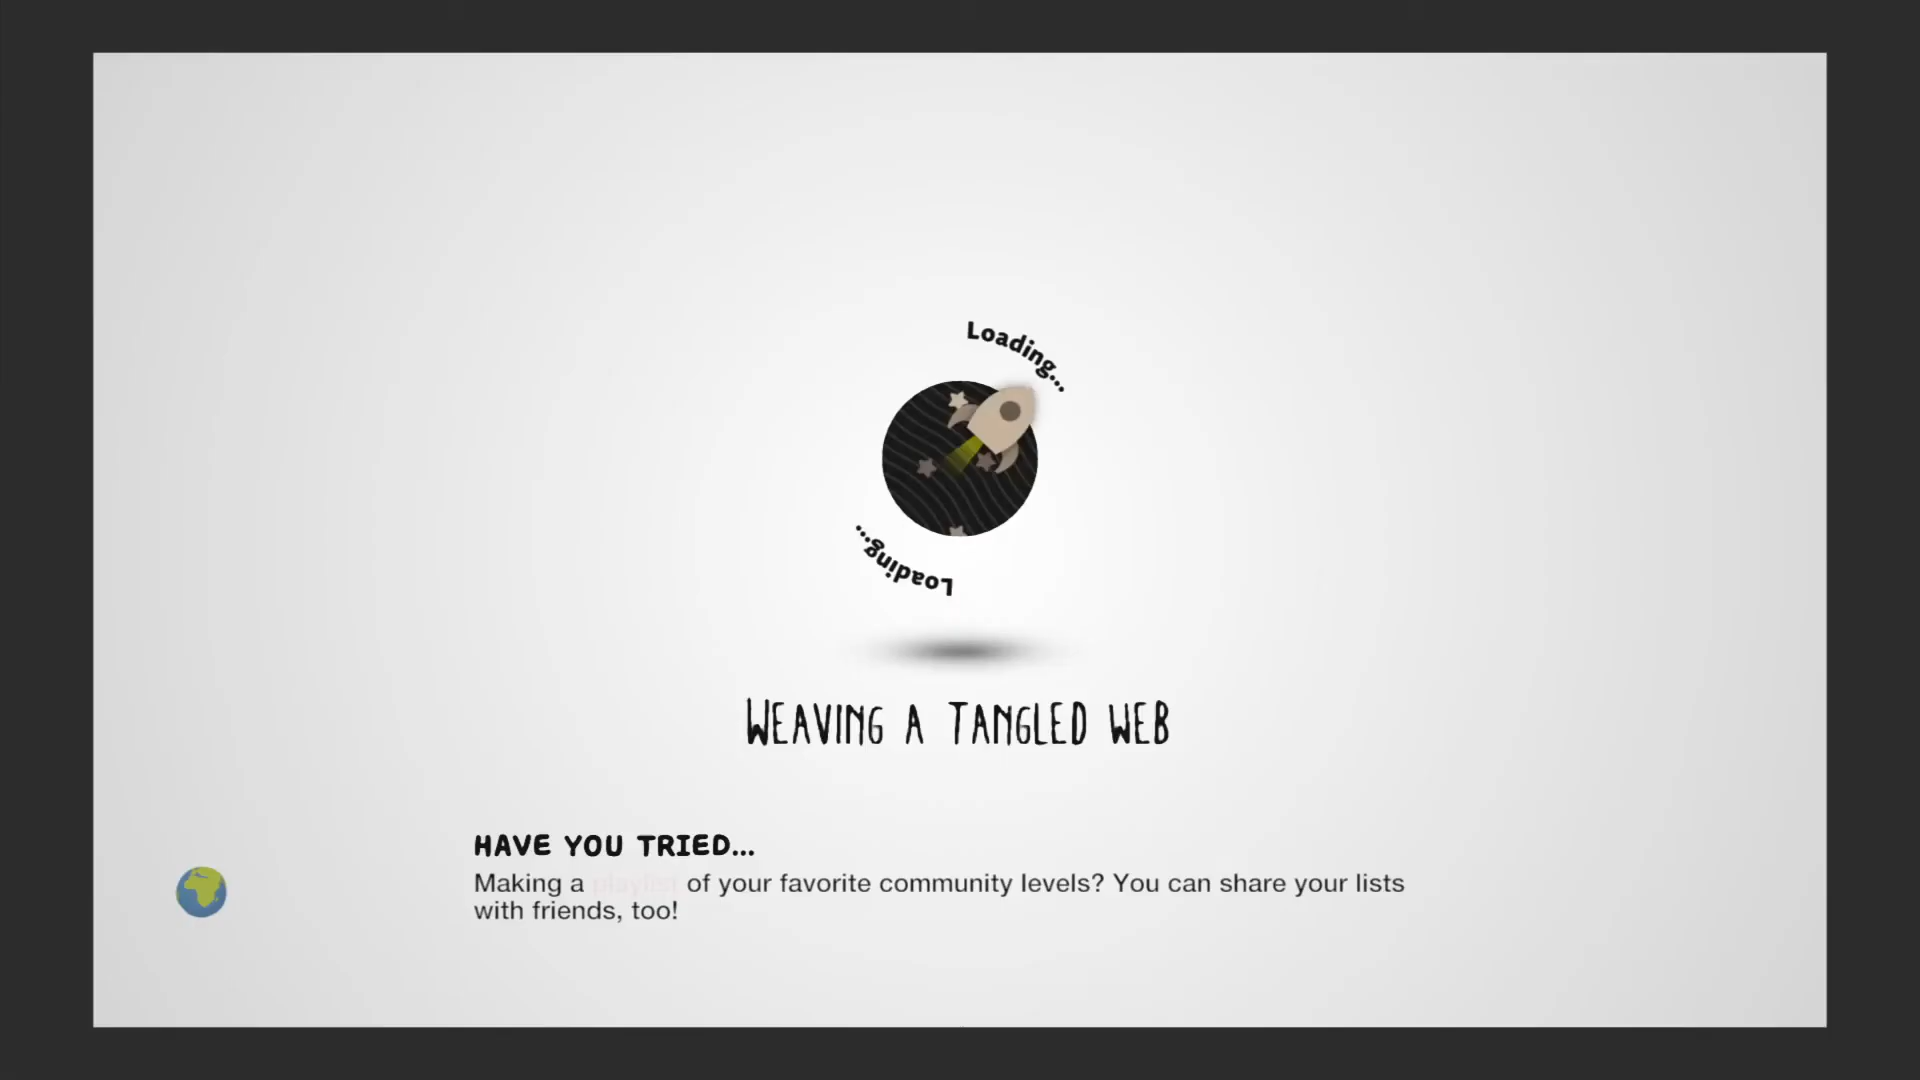 Loading...
Loading...
WEAVING A TANGLED WEB
HAVE YOU TRIED...
Making a playlist of your favorite community levels? You can share your lists
with friends, too!